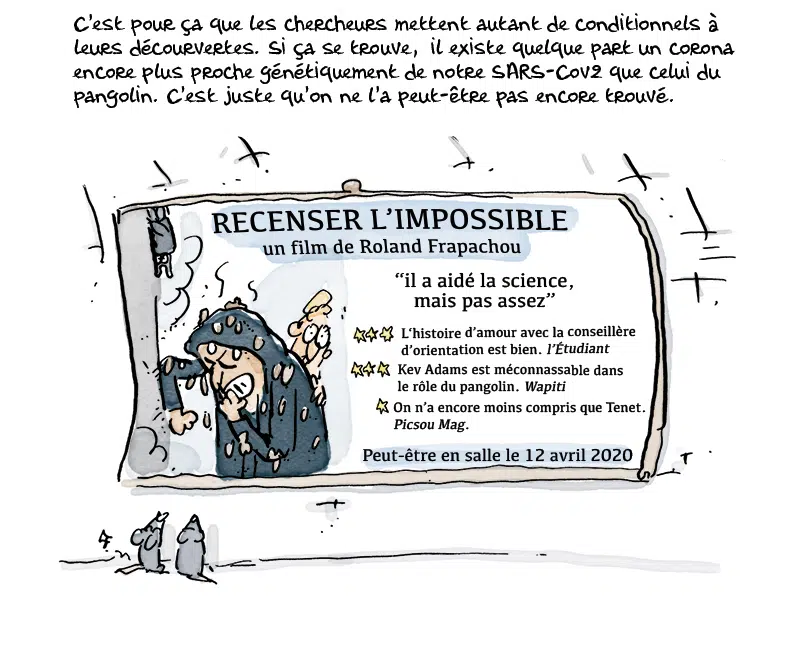 C'est pour ça que les chercheurs mettent autant de conditionnels à
leurs découvertes. Si ça se trouve, il existe quelque part un corona
encore plus proche génétiquement de notre SARS-Cov2 que celui du
pangolin. C'est juste qu'on ne l'a peut-être pas encore trouvé.
RECENSER L'IMPOSSIBLE
un film de Roland Frapachou
“il a aidé la science,
mais pas assez”
L'histoire d'amour avec la conseillère
d'orientation est bien. l'Étudiant
Kev Adams est méconnassable dans
le rôle du pangolin. Wapiti
On n'a encore moins compris que Tenet.
Picsou Mag.
Peut-être en salle le 12 avril 2020